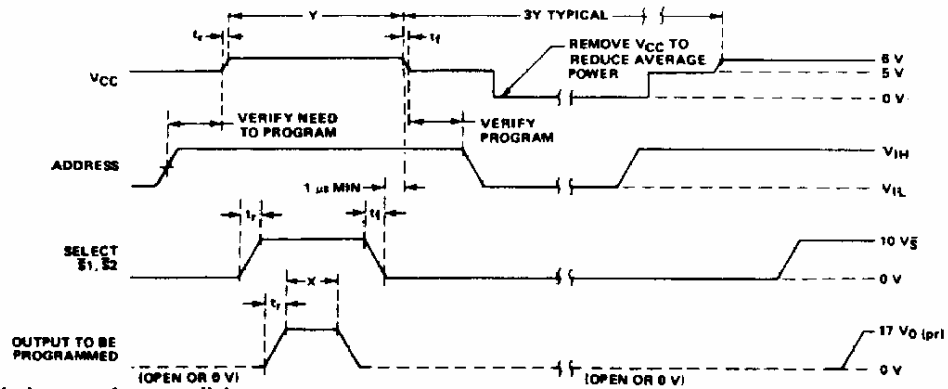 Y
3Y TYPICAL
tr
tf
VCC
REMOVE VCC TO
REDUCE AVERAGE
POWER
6 V
5 V
0 V
VERIFY NEED
TO PROGRAM
VERIFY
PROGRAM
ADDRESS
VIH
VIL
1 μs MIN
tr
tf
SELECT
S̅1, S̅2
10 VS̅
0 V
X
tr
OUTPUT TO BE
PROGRAMMED
17 VO (pr)
0 V
(OPEN OR 0 V)
(OPEN OR 0 V)